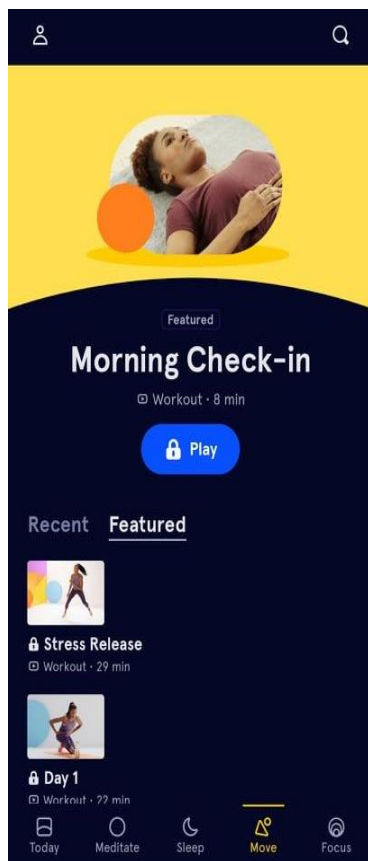 Featured
Morning Check-in
Workout · 8 min
Play
Recent Featured
Stress Release
Workout · 29 min
Day 1
Workout · 22 min
Today Meditate Sleep Move Focus